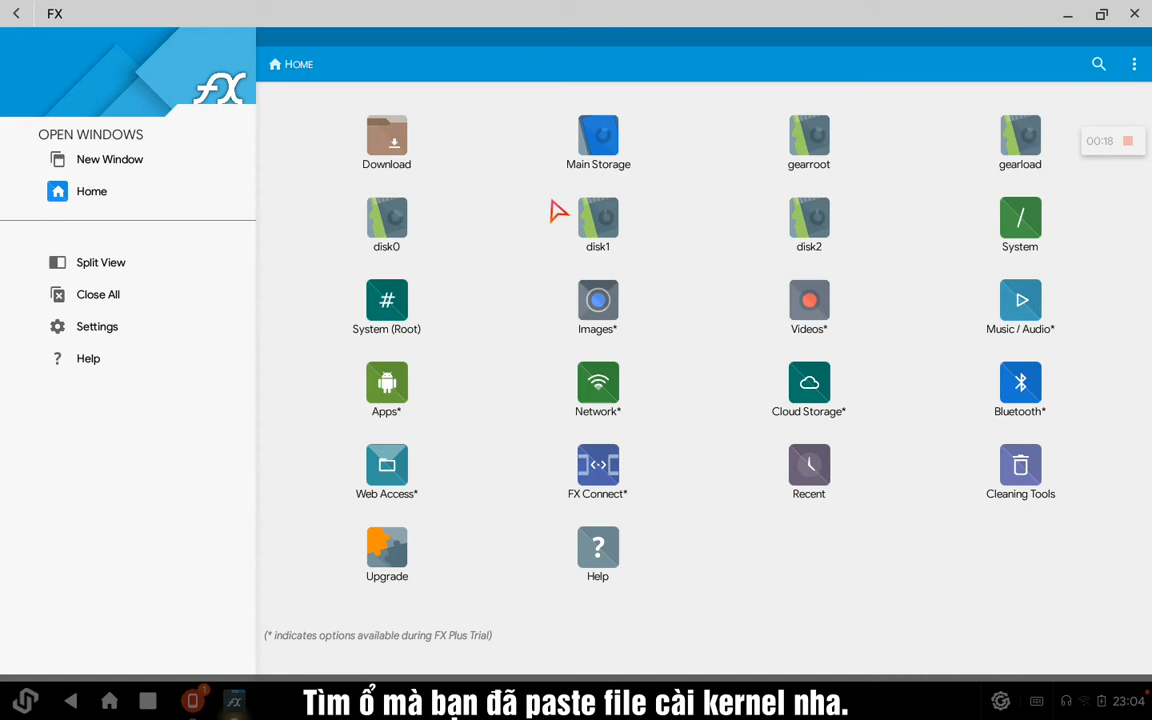 FX
HOME
FX
OPEN WINDOWS
New Window
Home
Split View
Close All
Settings
Help
Download
Main Storage
gearroot
gearload
00:18
disk0
disk1
disk2
/
System
#
System (Root)
Images*
Videos*
Music / Audio*
Apps*
Network*
Cloud Storage*
Bluetooth*
Web Access*
FX Connect*
Recent
Cleaning Tools
Upgrade
?
Help
(* indicates options available during FX Plus Trial)
1
FX
Tìm ổ mà bạn đã paste file cài kernel nha.
23:04